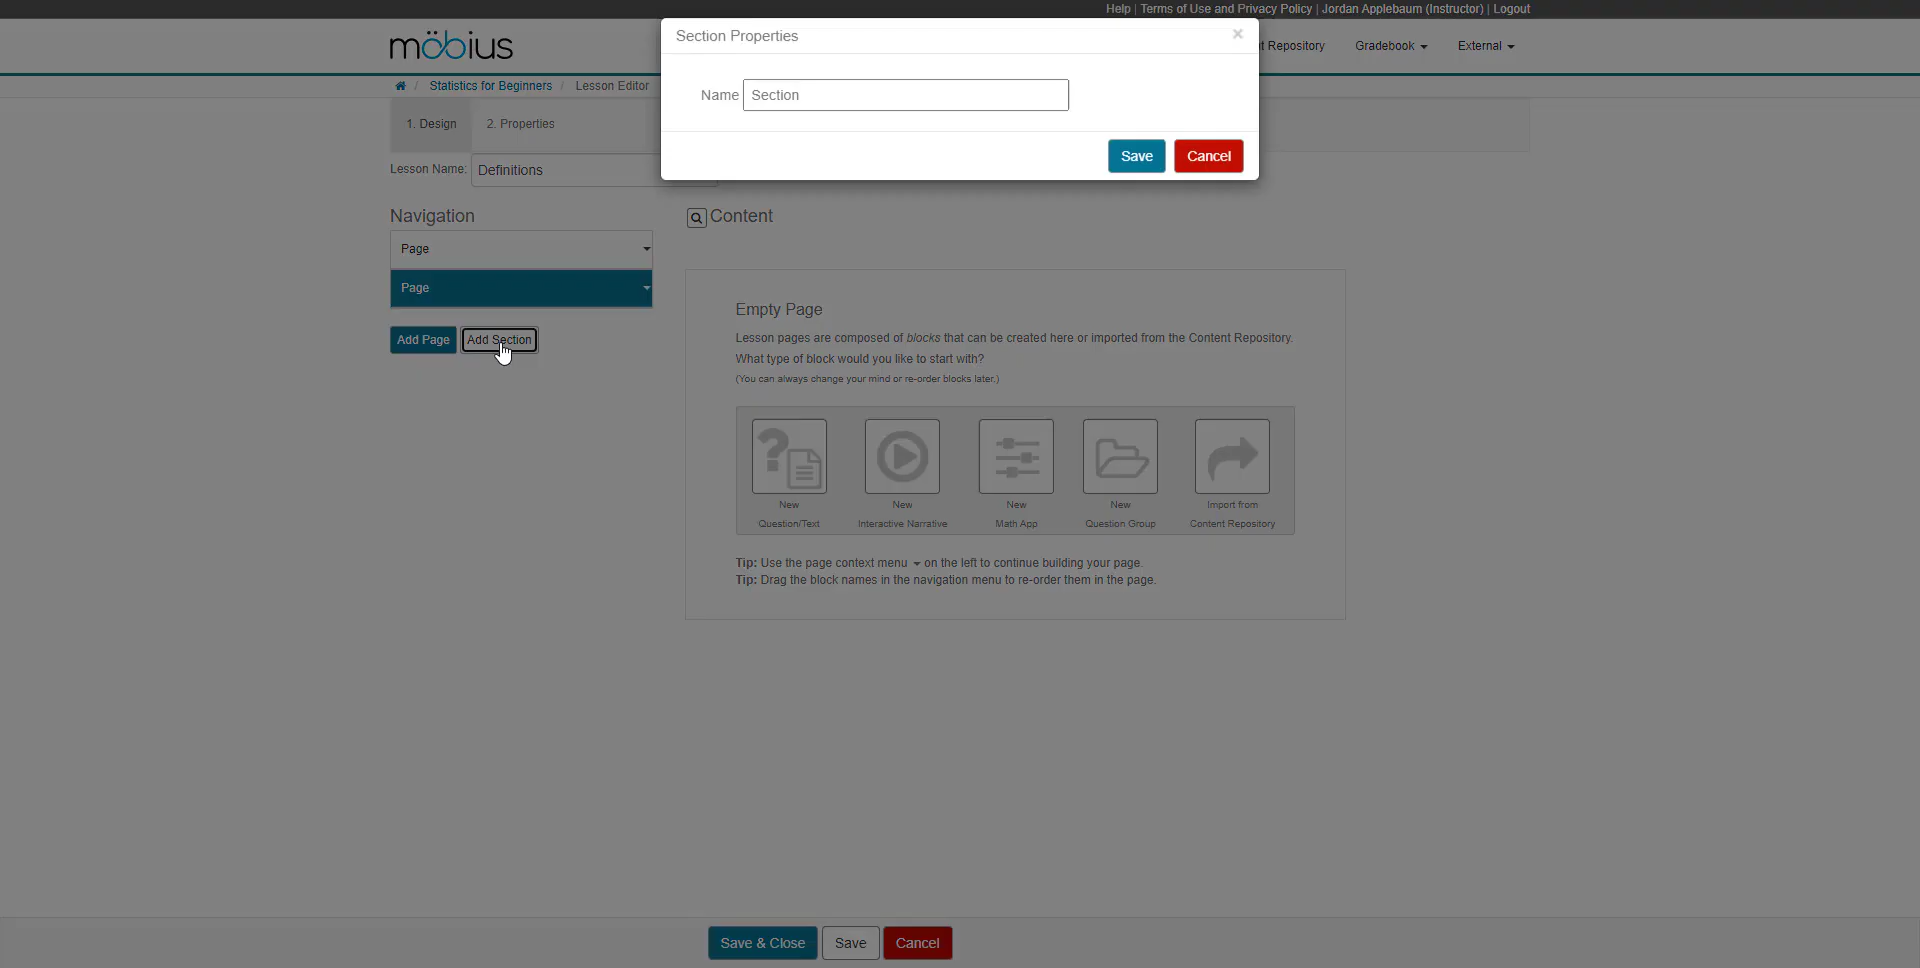 Help | Terms of Use and Privacy Policy | Jordan Applebaum (Instructor) | Logout
möbius
Section Properties
×
t Repository
Gradebook
External
/ Statistics for Beginners / Lesson Editor
Name Section
1. Design
2. Properties
Save
Cancel
Lesson Name: Definitions
Navigation
Content
Page
Page
Add Page
Add Section
Empty Page
Lesson pages are composed of blocks that can be created here or imported from the Content Repository.
What type of block would you like to start with?
(You can always change your mind or re-order blocks later.)
New
Question/Text
New
Interactive Narrative
New
Math App
New
Question Group
Import from
Content Repository
Tip: Use the page context menu on the left to continue building your page.
Tip: Drag the block names in the navigation menu to re-order them in the page.
Save & Close
Save
Cancel